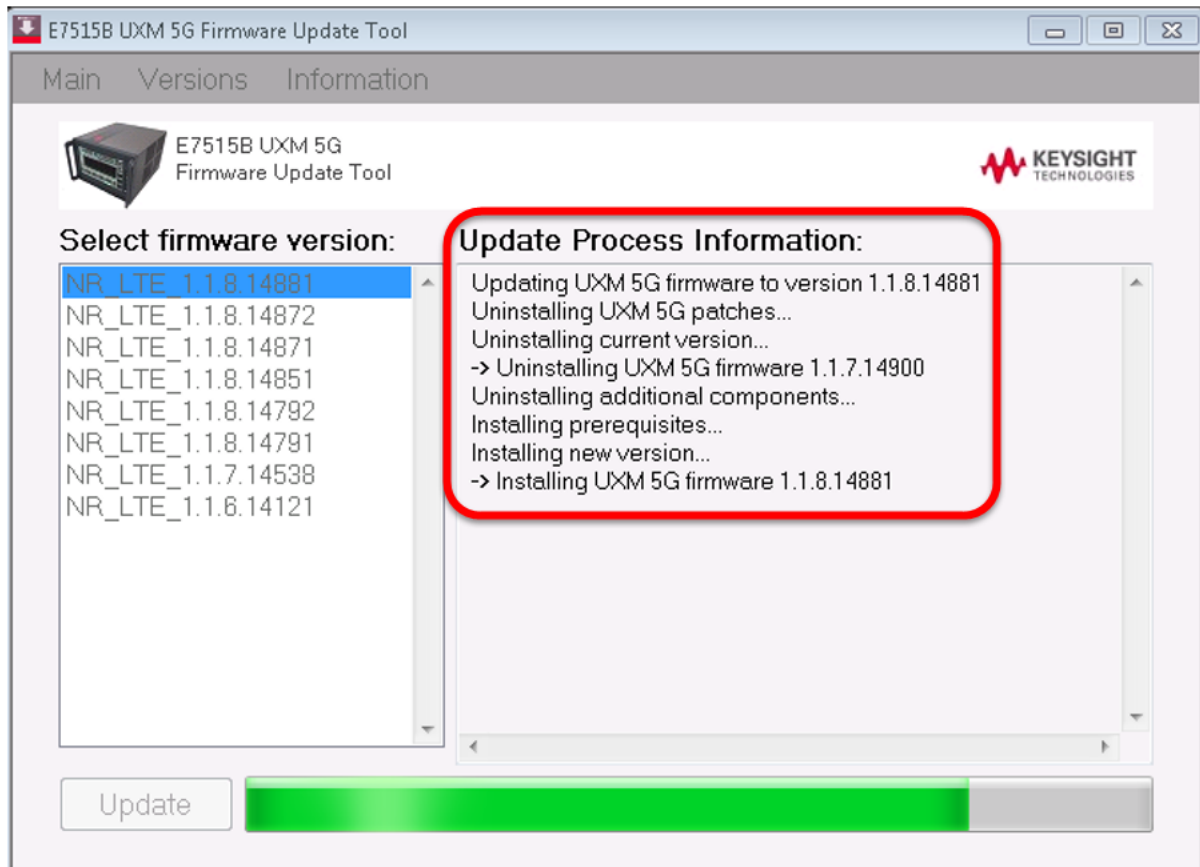 E7515B UXM 5G Firmware Update Tool
Main Versions Information
E7515B UXM 5G
Firmware Update Tool
KEYSIGHT
TECHNOLOGIES
Select firmware version:
NR_LTE_1.1.8.14881
NR_LTE_1.1.8.14872
NR_LTE_1.1.8.14871
NR_LTE_1.1.8.14851
NR_LTE_1.1.8.14792
NR_LTE_1.1.8.14791
NR_LTE_1.1.7.14538
NR_LTE_1.1.6.14121
Update Process Information:
Updating UXM 5G firmware to version 1.1.8.14881
Uninstalling UXM 5G patches...
Uninstalling current version...
-> Uninstalling UXM 5G firmware 1.1.7.14900
Uninstalling additional components...
Installing prerequisites...
Installing new version...
-> Installing UXM 5G firmware 1.1.8.14881
Update